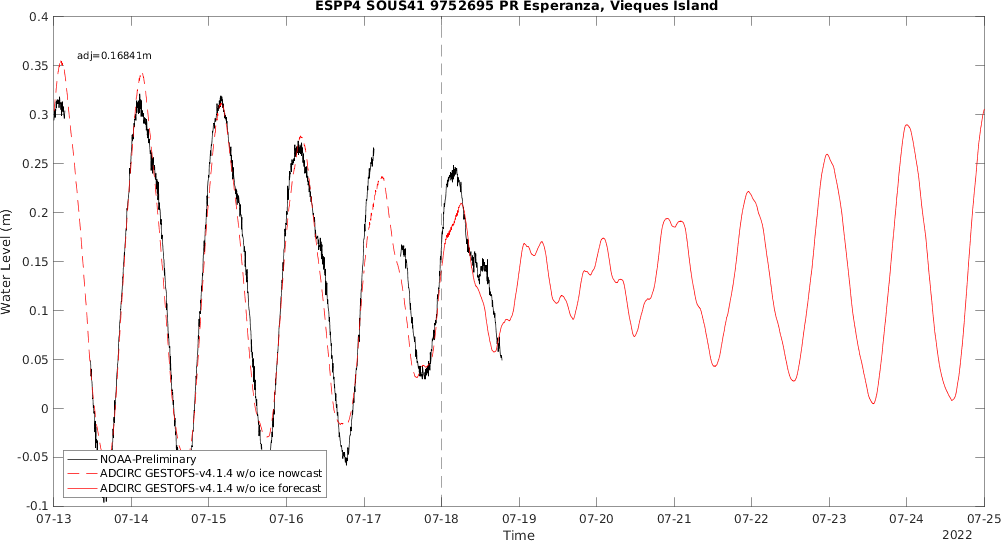 ESPP4 SOUS41 9752695 PR Esperanza, Vieques Island
adj=0.16841m
0.4
0.35
0.3
0.25
0.2
0.15
0.1
0.05
0
-0.05
-0.1
Water Level (m)
NOAA-Preliminary
ADCIRC GESTOFS-v4.1.4 w/o ice nowcast
ADCIRC GESTOFS-v4.1.4 w/o ice forecast
07-13 07-14 07-15 07-16 07-17 07-18 07-19 07-20 07-21 07-22 07-23 07-24 07-25
Time
2022